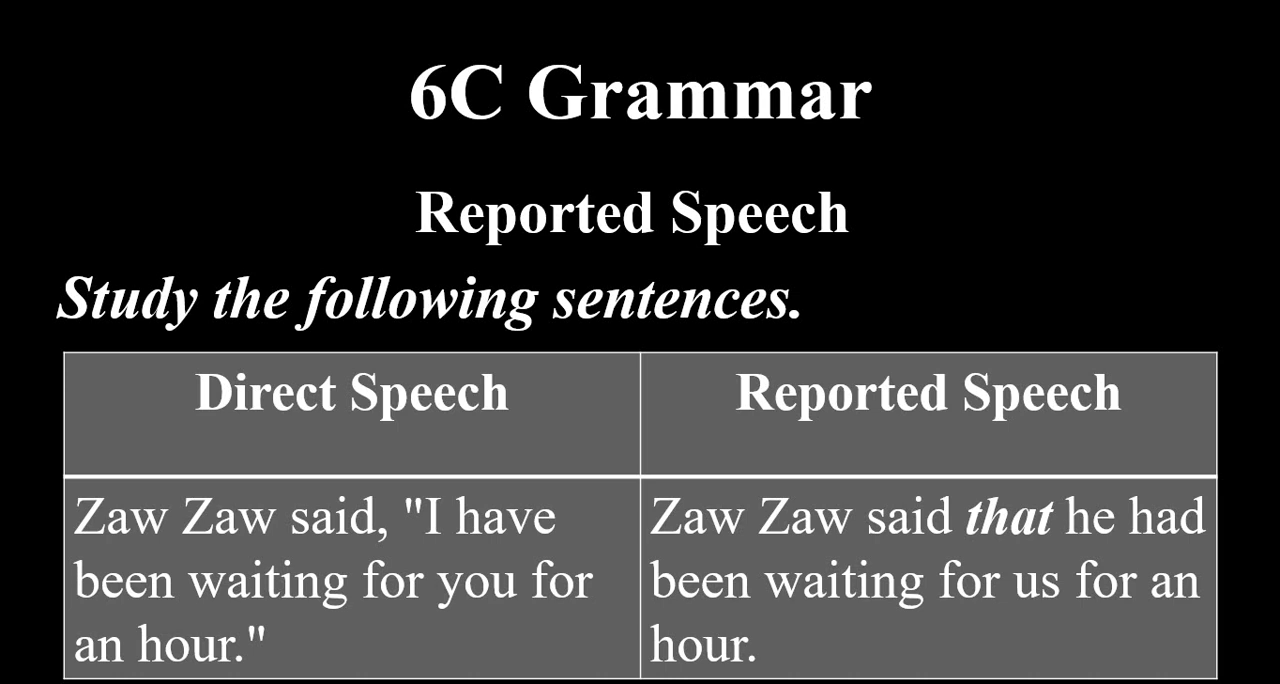 6C Grammar
Reported Speech
Study the following sentences.
Direct Speech
Reported Speech
Zaw Zaw said, "I have
been waiting for you for
an hour."
Zaw Zaw said that he had
been waiting for us for an
hour.